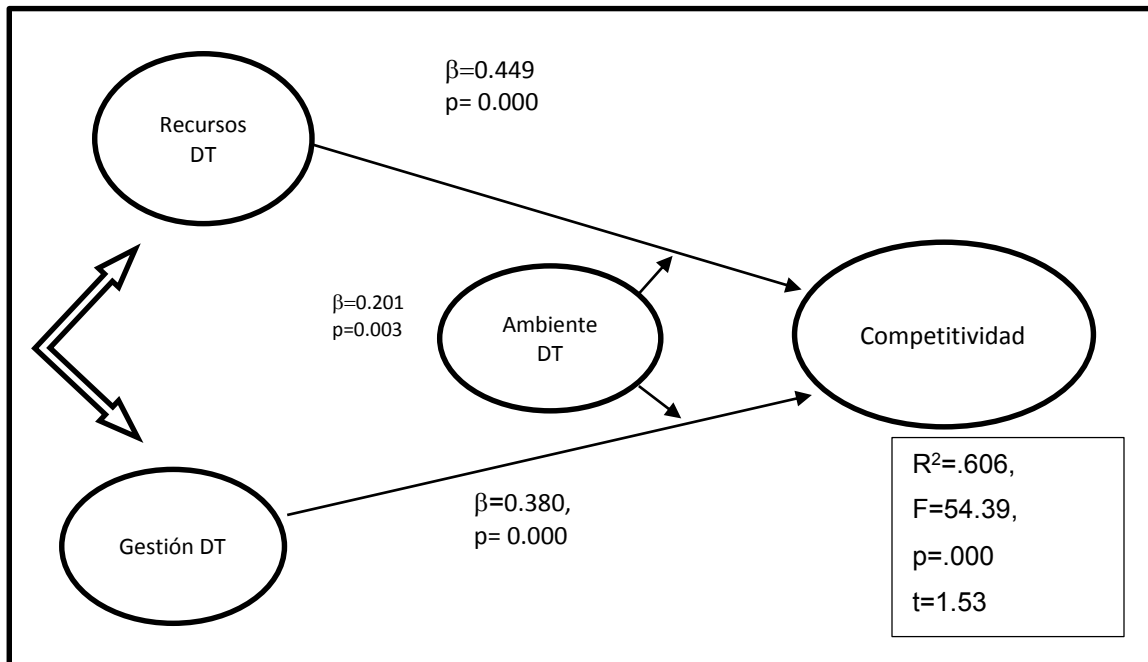 β=0.449
p= 0.000
Recursos
DT
β=0.201
p=0.003
Ambiente
DT
Competitividad
Gestión DT
β=0.380,
p= 0.000
R²=.606,
F=54.39,
p=.000
t=1.53